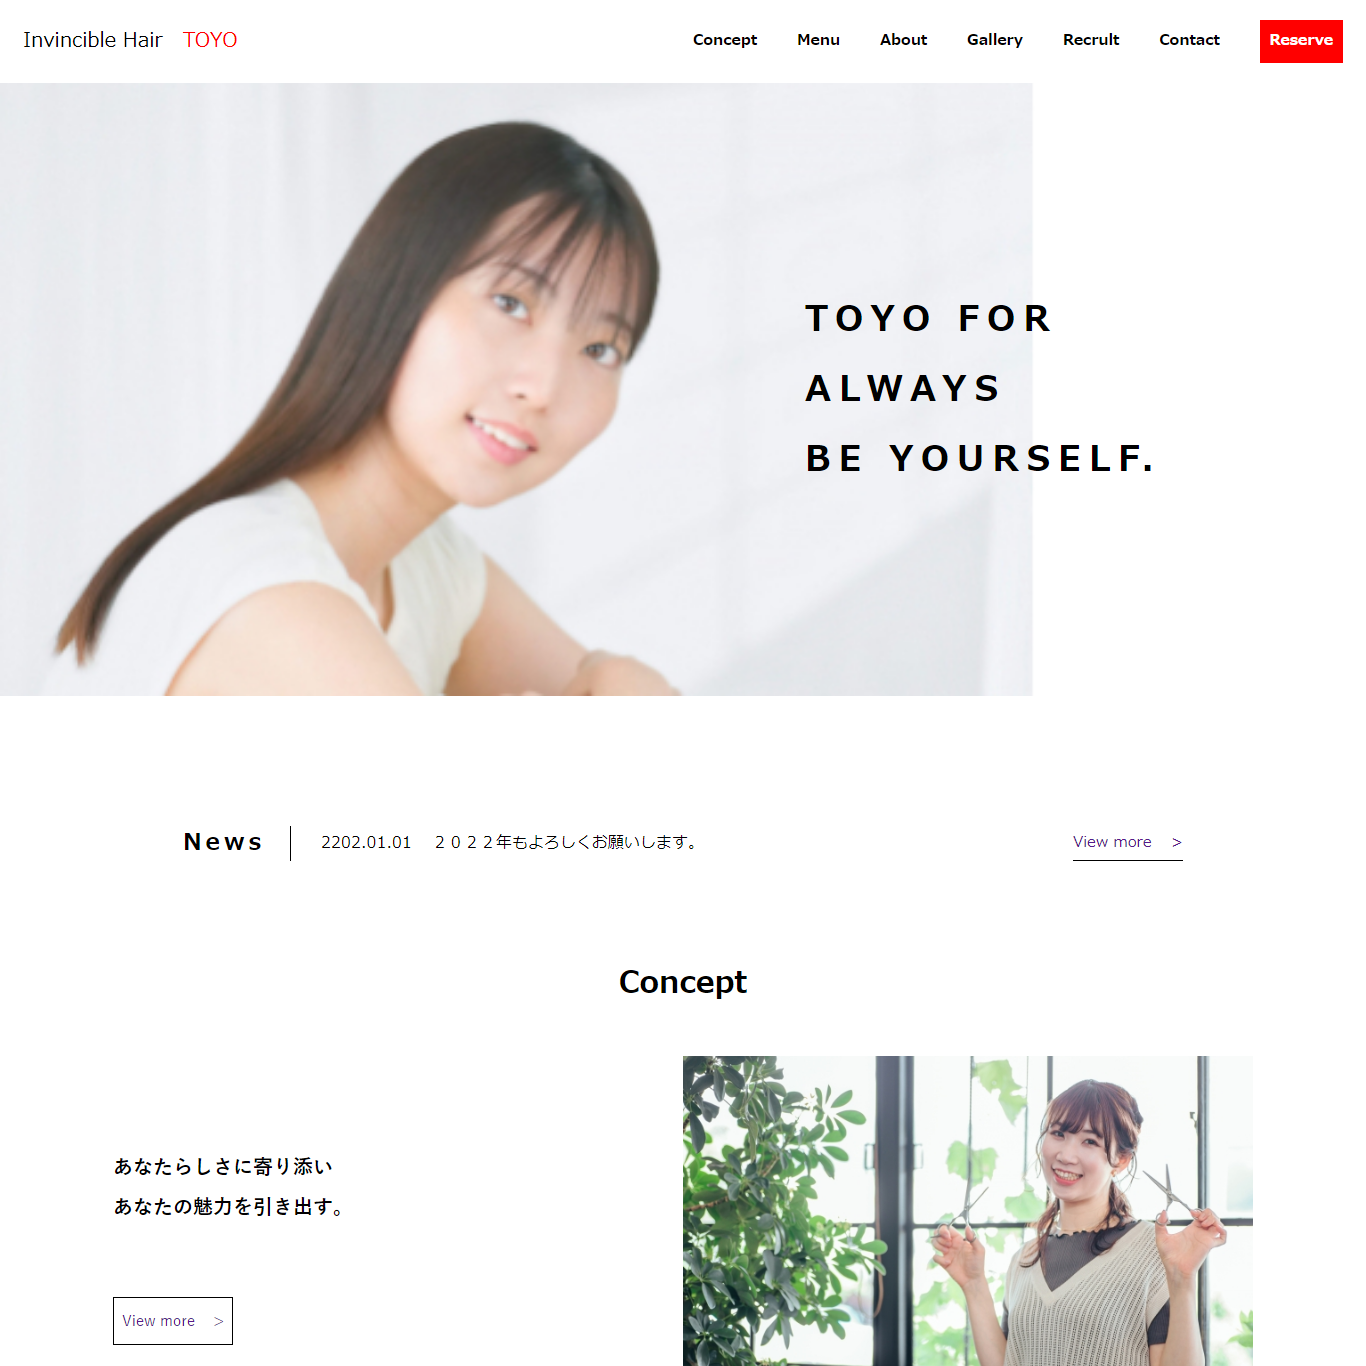 Invincible Hair　TOYO
Concept
Menu
About
Gallery
Recrult
Contact
Reserve
TOYO FOR
ALWAYS
BE YOURSELF.
News
2202.01.01　２０２２年もよろしくお願いします。
View more　>
Concept
あなたらしさに寄り添い
あなたの魅力を引き出す。
View more　>